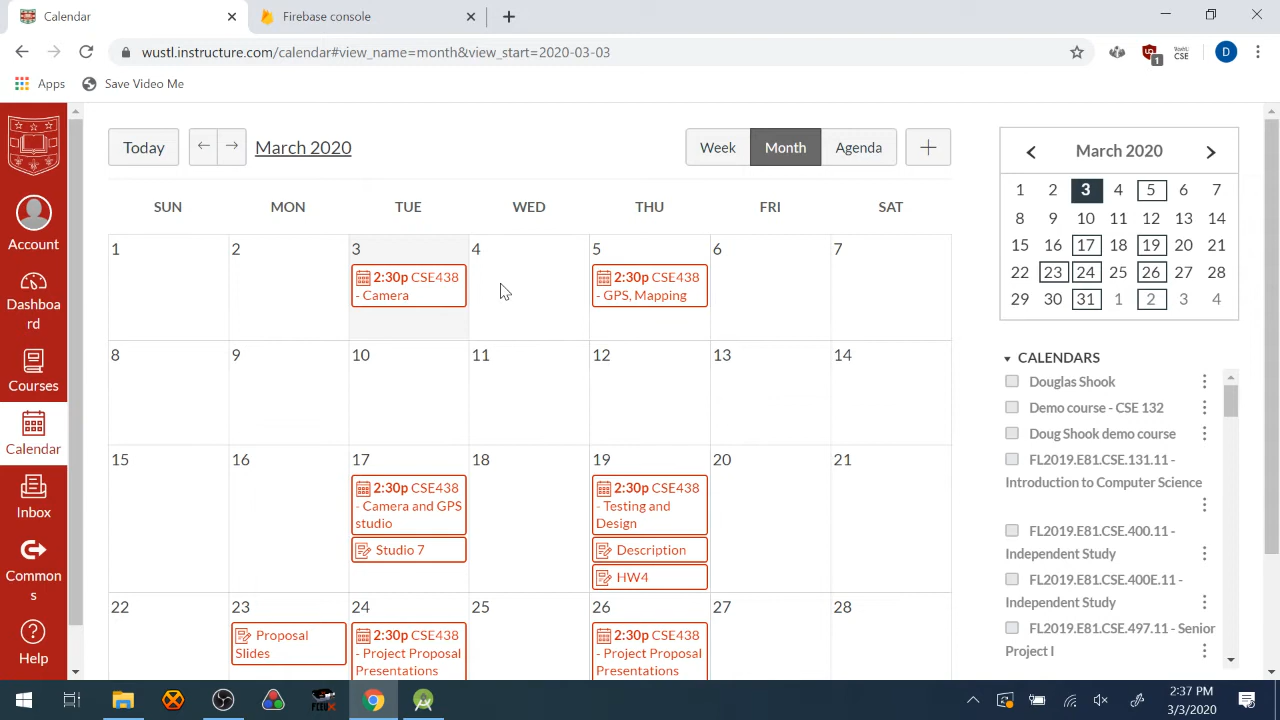 Calendar
Firebase console
wustl.instructure.com/calendar#view_name=month&view_start=2020-03-03
1
WashU
CSE
D
Apps
Save Video Me
Account
Dashboa
rd
Courses
Calendar
Inbox
Common
s
Help
Today
March 2020
Week
Month
Agenda
SUN MON TUE WED THU FRI SAT
1 2 3 4 5 6 7
2:30p CSE438
- Camera
2:30p CSE438
- GPS, Mapping
8 9 10 11 12 13 14
15 16 17 18 19 20 21
2:30p CSE438
- Camera and GPS
studio
Studio 7
2:30p CSE438
- Testing and
Design
Description
HW4
22 23 24 25 26 27 28
Proposal
Slides
2:30p CSE438
- Project Proposal
Presentations
2:30p CSE438
- Project Proposal
Presentations
March 2020
1 2 3 4 5 6 7
8 9 10 11 12 13 14
15 16 17 18 19 20 21
22 23 24 25 26 27 28
29 30 31 1 2 3 4
CALENDARS
Douglas Shook
Demo course - CSE 132
Doug Shook demo course
FL2019.E81.CSE.131.11 -
Introduction to Computer Science
FL2019.E81.CSE.400.11 -
Independent Study
FL2019.E81.CSE.400E.11 -
Independent Study
FL2019.E81.CSE.497.11 - Senior
Project I
2:37 PM
3/3/2020